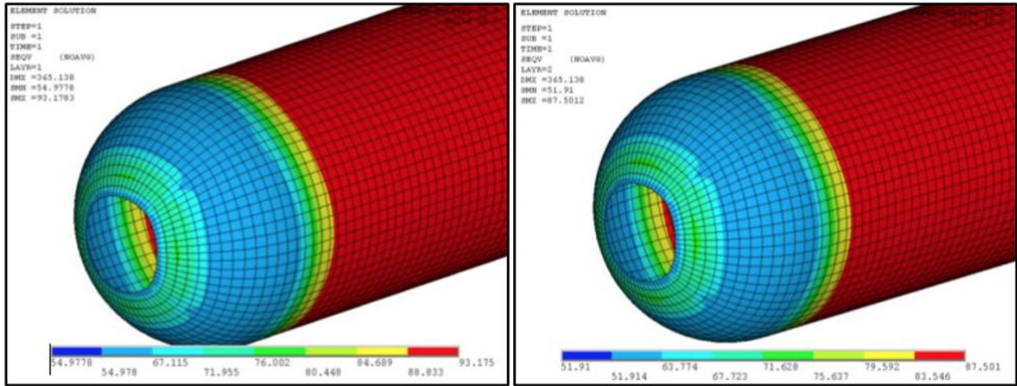 ELEMENT SOLUTION
STEP=1
SUB =1
TIME=1
SEQV (NOAVG)
LAYR=1
DMX =365.138
SMN =54.9778
SMX =93.1783
54.9778 67.115 76.002 84.689 93.175
54.978 71.955 80.448 88.833
ELEMENT SOLUTION
STEP=1
SUB =1
TIME=1
SEQV (NOAVG)
LAYR=2
DMX =365.138
SMN =51.91
SMX =87.5012
51.91 63.774 71.628 79.592 87.501
51.914 67.723 75.637 83.546